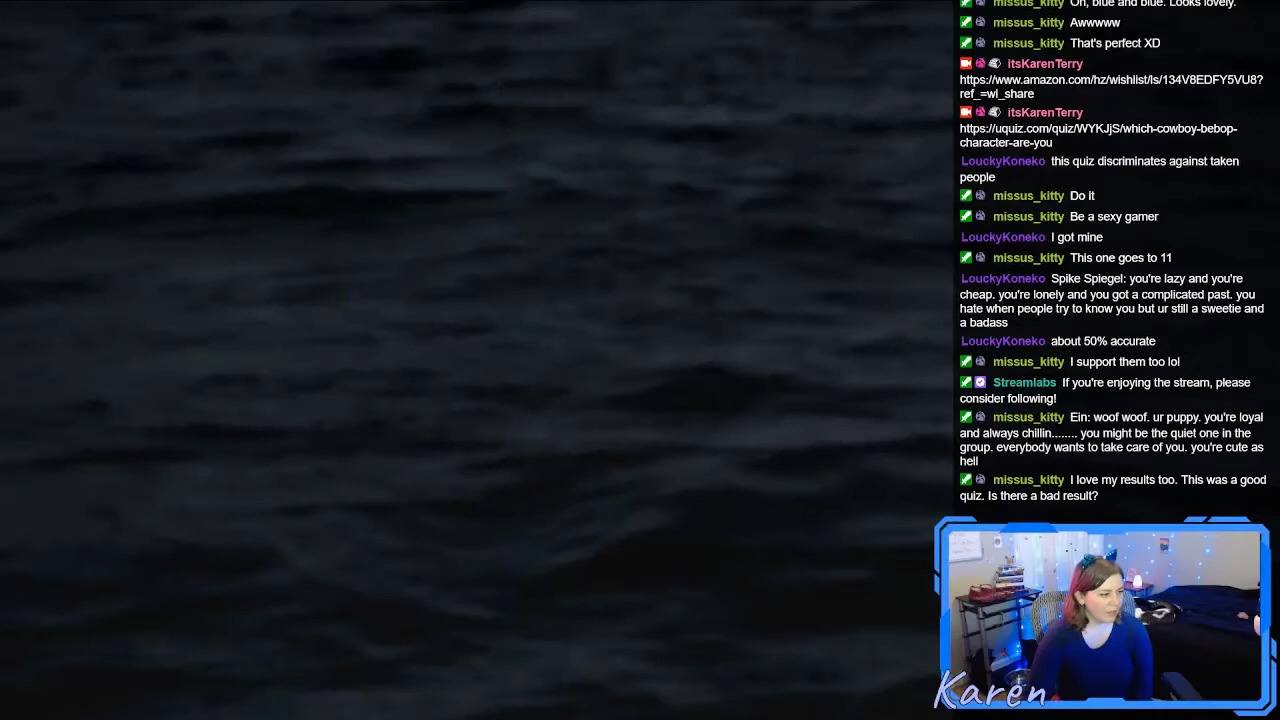 missus_kitty Oh, blue and blue. Looks lovely.
missus_kitty Awwwww
missus_kitty That's perfect XD
itsKarenTerry
https://www.amazon.com/hz/wishlist/ls/134V8EDFY5VU8?
ref_=wl_share
itsKarenTerry
https://uquiz.com/quiz/WYKJjS/which-cowboy-bebop-
character-are-you
LouckyKoneko this quiz discriminates against taken
people
missus_kitty Do it
missus_kitty Be a sexy gamer
LouckyKoneko I got mine
missus_kitty This one goes to 11
LouckyKoneko Spike Spiegel: you're lazy and you're
cheap. you're lonely and you got a complicated past. you
hate when people try to know you but ur still a sweetie and
a badass
LouckyKoneko about 50% accurate
missus_kitty I support them too lol
Streamlabs If you're enjoying the stream, please
consider following!
missus_kitty Ein: woof woof. ur puppy. you're loyal
and always chillin........ you might be the quiet one in the
group. everybody wants to take care of you. you're cute as
hell
missus_kitty I love my results too. This was a good
quiz. Is there a bad result?
Karen